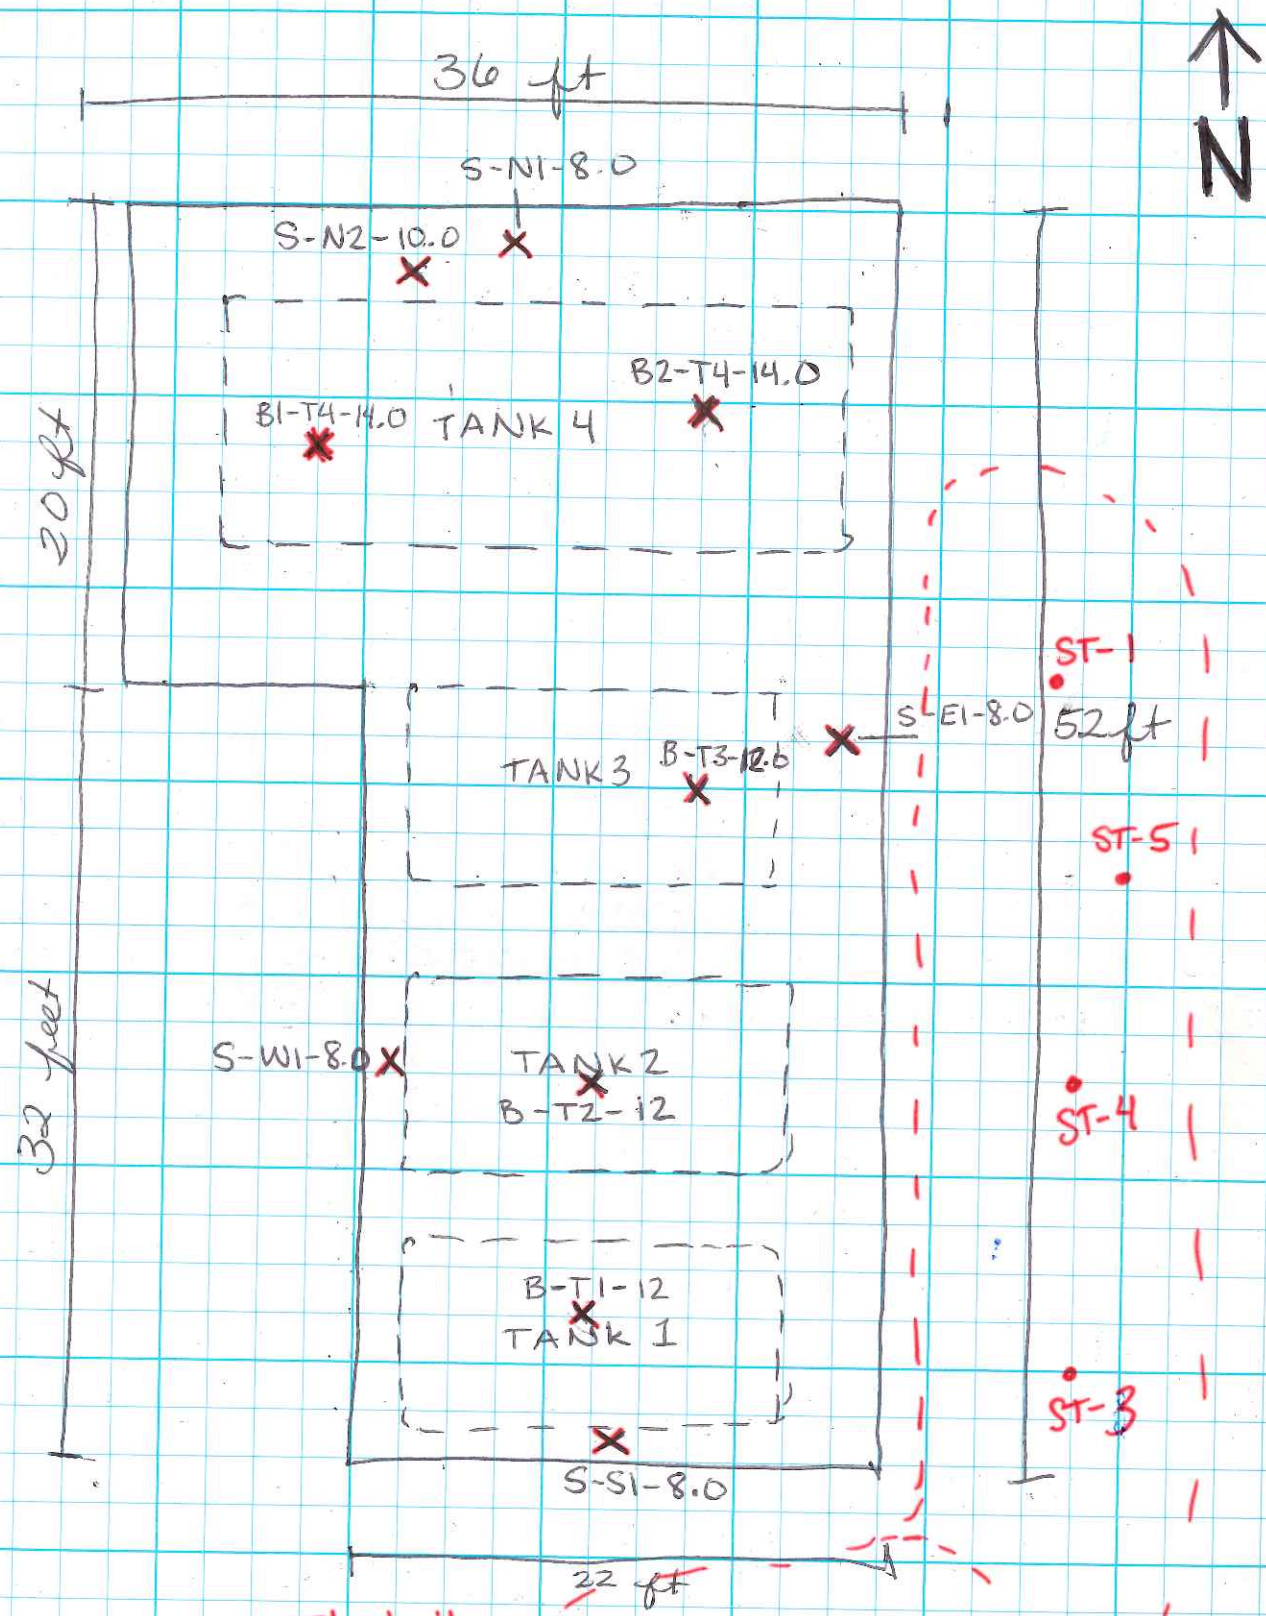 36 ft
N
S-N1-8.0
S-N2-10.0
B2-T4-14.0
B1-T4-14.0 TANK 4
20 ft
ST-1
S-E1-8.0
52 ft
TANK 3
B-T3-12.0
ST-5
32 feet
S-W1-8.0
TANK 2
B-T2-12
ST-4
B-T1-12
TANK 1
ST-3
S-S1-8.0
22 ft